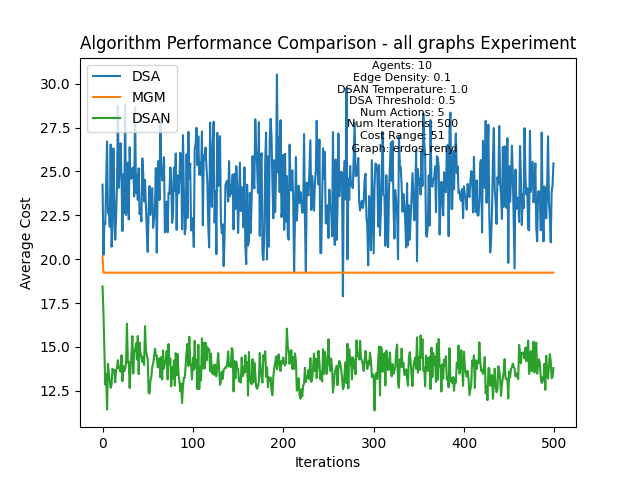 Algorithm Performance Comparison - all graphs Experiment
Agents: 10
Edge Density: 0.1
DSAN Temperature: 1.0
DSA Threshold: 0.5
Num Actions: 5
Num Iterations: 500
Cost Range: 51
Graph: erdos_renyi
DSA
MGM
DSAN
Average Cost
30.0
27.5
25.0
22.5
20.0
17.5
15.0
12.5
0
100
200
300
400
500
Iterations